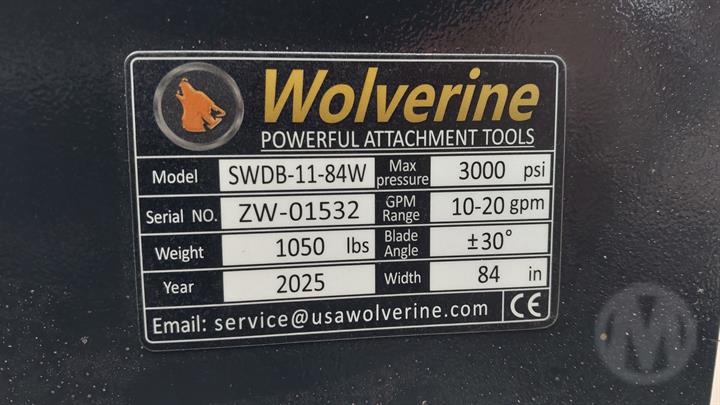 Wolverine
POWERFUL ATTACHMENT TOOLS
Model SWDB-11-84W Max pressure 3000 psi
Serial NO. ZW-01532 GPM Range 10-20 gpm
Weight 1050 lbs Blade Angle ±30°
Year 2025 Width 84 in
Email: service@usawolverine.com CE
M